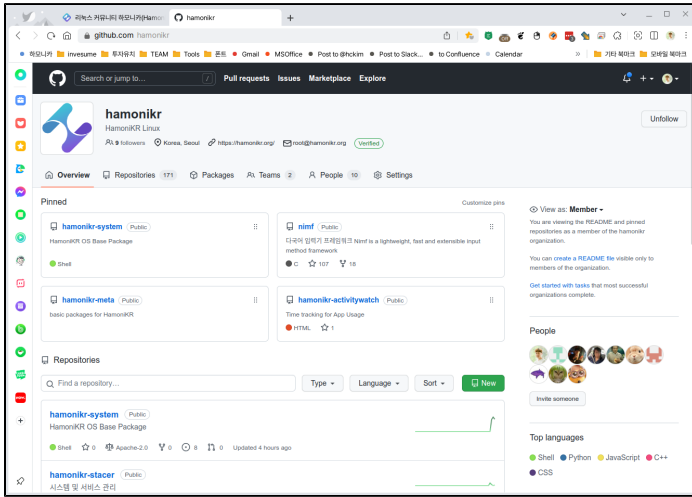 리눅스 커뮤니티 하모니카(Hamon
hamonikr
github.com/hamonikr
하모니카 invesume 투자유치 TEAM Tools 폰트 Gmail MSOffice Post to @hckim Post to Slack... to Confluence Calendar » 기타 북마크 모바일 북마크
Search or jump to... / Pull requests Issues Marketplace Explore
hamonikr
HamoniKR Linux
9 followers Korea, Seoul https://hamonikr.org/ root@hamonikr.org Verified
Unfollow
Overview Repositories 171 Packages Teams 2 People 10 Settings
Pinned
Customize pins
hamonikr-system Public
HamoniKR OS Base Package
Shell
nimf Public
다국어 입력기 프레임워크 Nimf is a lightweight, fast and extensible input
method framework
C 107 18
hamonikr-meta Public
basic packages for HamoniKR
hamonikr-activitywatch Public
Time tracking for App Usage
HTML 1
Repositories
Find a repository... Type Language Sort New
hamonikr-system Public
HamoniKR OS Base Package
Shell 0 Apache-2.0 0 8 0 Updated 4 hours ago
hamonikr-stacer Public
시스템 및 서비스 관리
View as: Member
You are viewing the README and pinned
repositories as a member of the hamonikr
organization.
You can create a README file visible only to
members of the organization.
Get started with tasks that most successful
organizations complete.
People
Invite someone
Top languages
Shell Python JavaScript C++
CSS